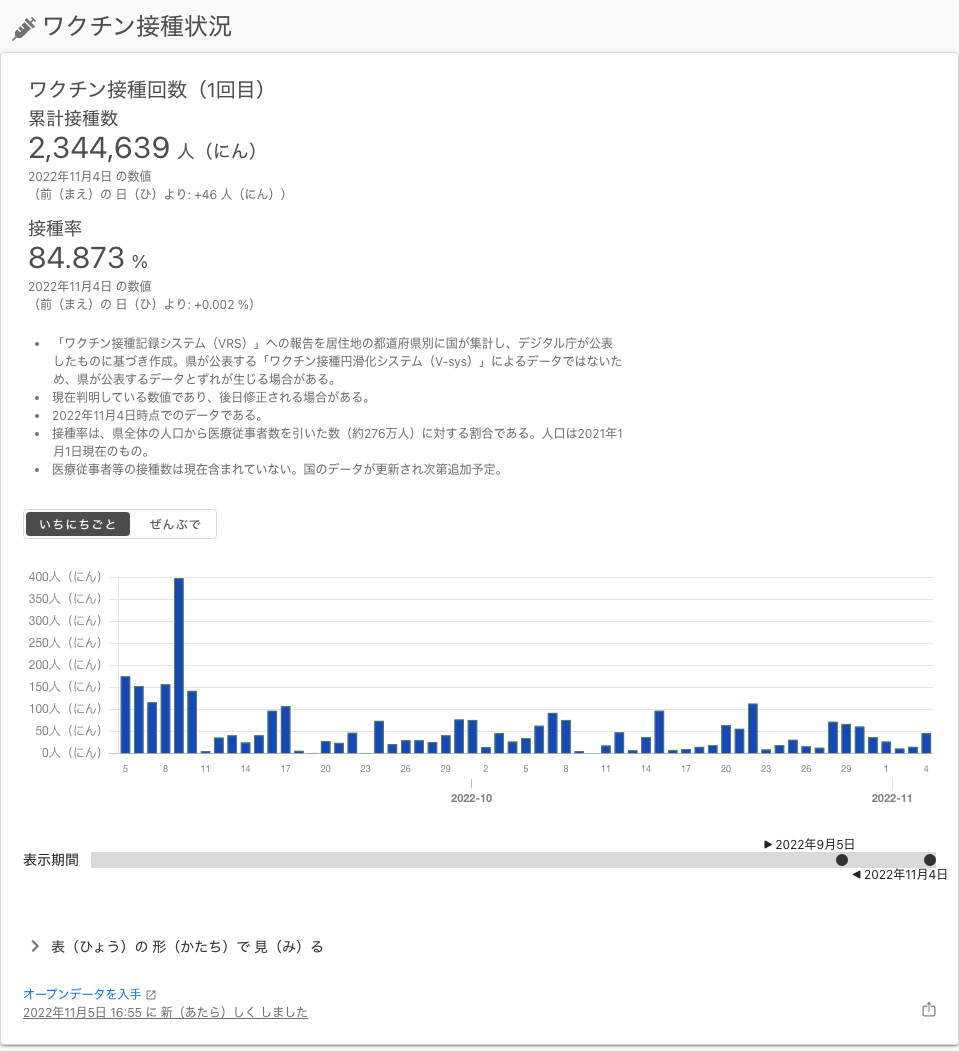 ワクチン接種状況
ワクチン接種回数（1回目）
累計接種数
2,344,639 人（にん）
2022年11月4日 の数値
（前（まえ）の 日（ひ）より: +46 人（にん））
接種率
84.873 %
2022年11月4日 の数値
（前（まえ）の 日（ひ）より: +0.002 %）
• 「ワクチン接種記録システム（VRS）」への報告を居住地の都道府県別に国が集計し、デジタル庁が公表
したものに基づき作成。県が公表する「ワクチン接種円滑化システム（V-sys）」によるデータではないた
め、県が公表するデータとずれが生じる場合がある。
• 現在判明している数値であり、後日修正される場合がある。
• 2022年11月4日時点でのデータである。
• 接種率は、県全体の人口から医療従事者数を引いた数（約276万人）に対する割合である。人口は2021年1
月1日現在のもの。
• 医療従事者等の接種数は現在含まれていない。国のデータが更新され次第追加予定。
いちにちごと ぜんぶで
400人（にん）
350人（にん）
300人（にん）
250人（にん）
200人（にん）
150人（にん）
100人（にん）
50人（にん）
0人（にん）
5 8 11 14 17 20 23 26 29 2 5 8 11 14 17 20 23 26 29 1 4
2022-10 2022-11
2022年9月5日
表示期間
2022年11月4日
表（ひょう）の 形（かたち）で 見（み）る
オープンデータを入手
2022年11月5日 16:55 に 新（あたら）しく しました